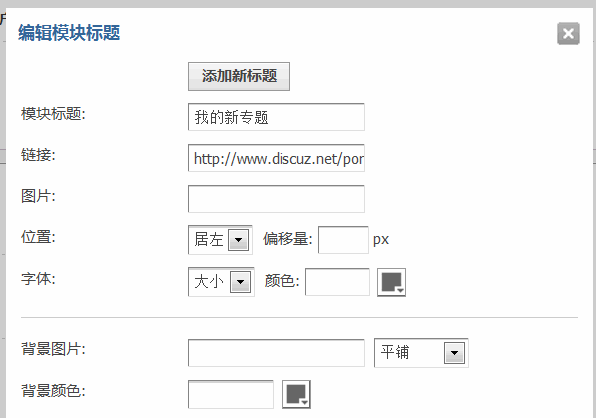 编辑模块标题
添加新标题
模块标题: 我的新专题
链接: http://www.discuz.net/por
图片:
位置: 居左 偏移量: px
字体: 大小 颜色:
背景图片: 平铺
背景颜色: